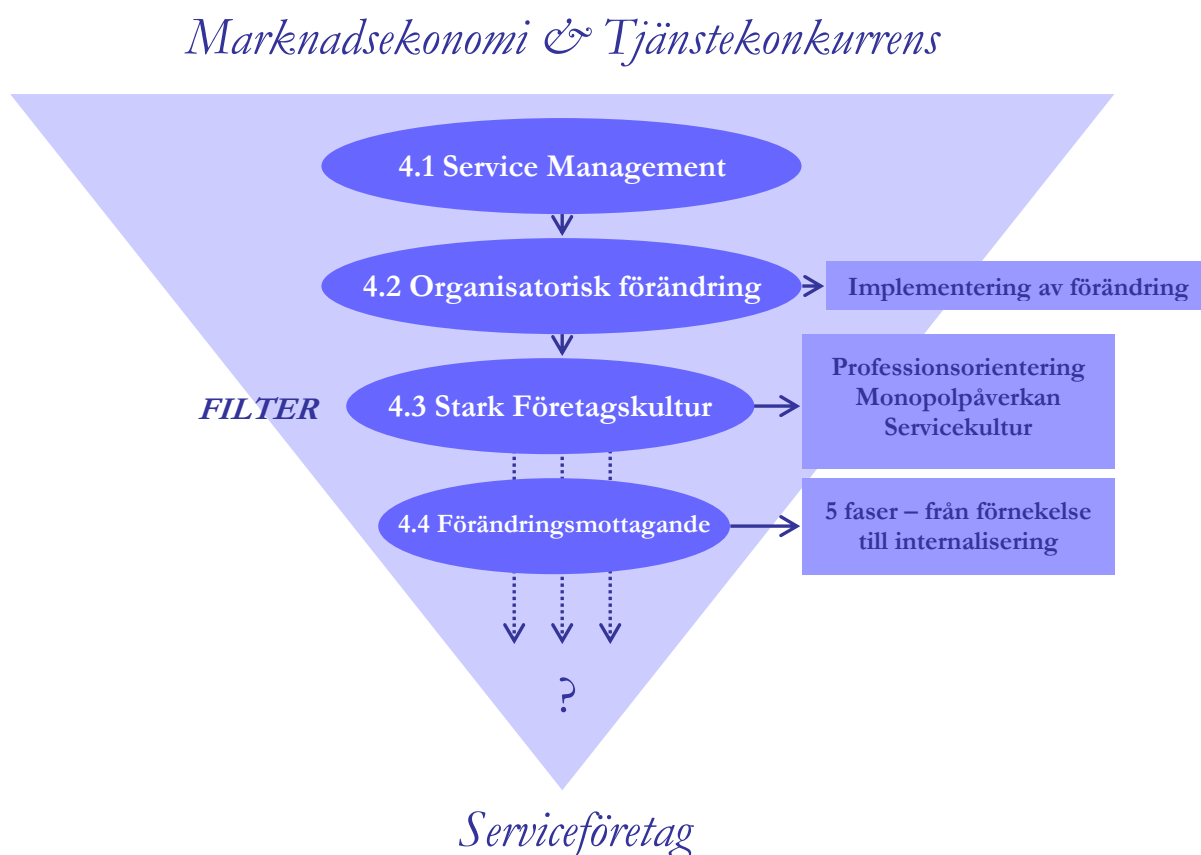 Marknadsekonomi & Tjänstekonkurrens
4.1 Service Management
4.2 Organisatorisk förändring
Implementering av förändring
FILTER
4.3 Stark Företagskultur
Professionsorientering
Monopolpåverkan
Servicekultur
4.4 Förändringsmottagande
5 faser – från förnekelse
till internalisering
?
Serviceföretag